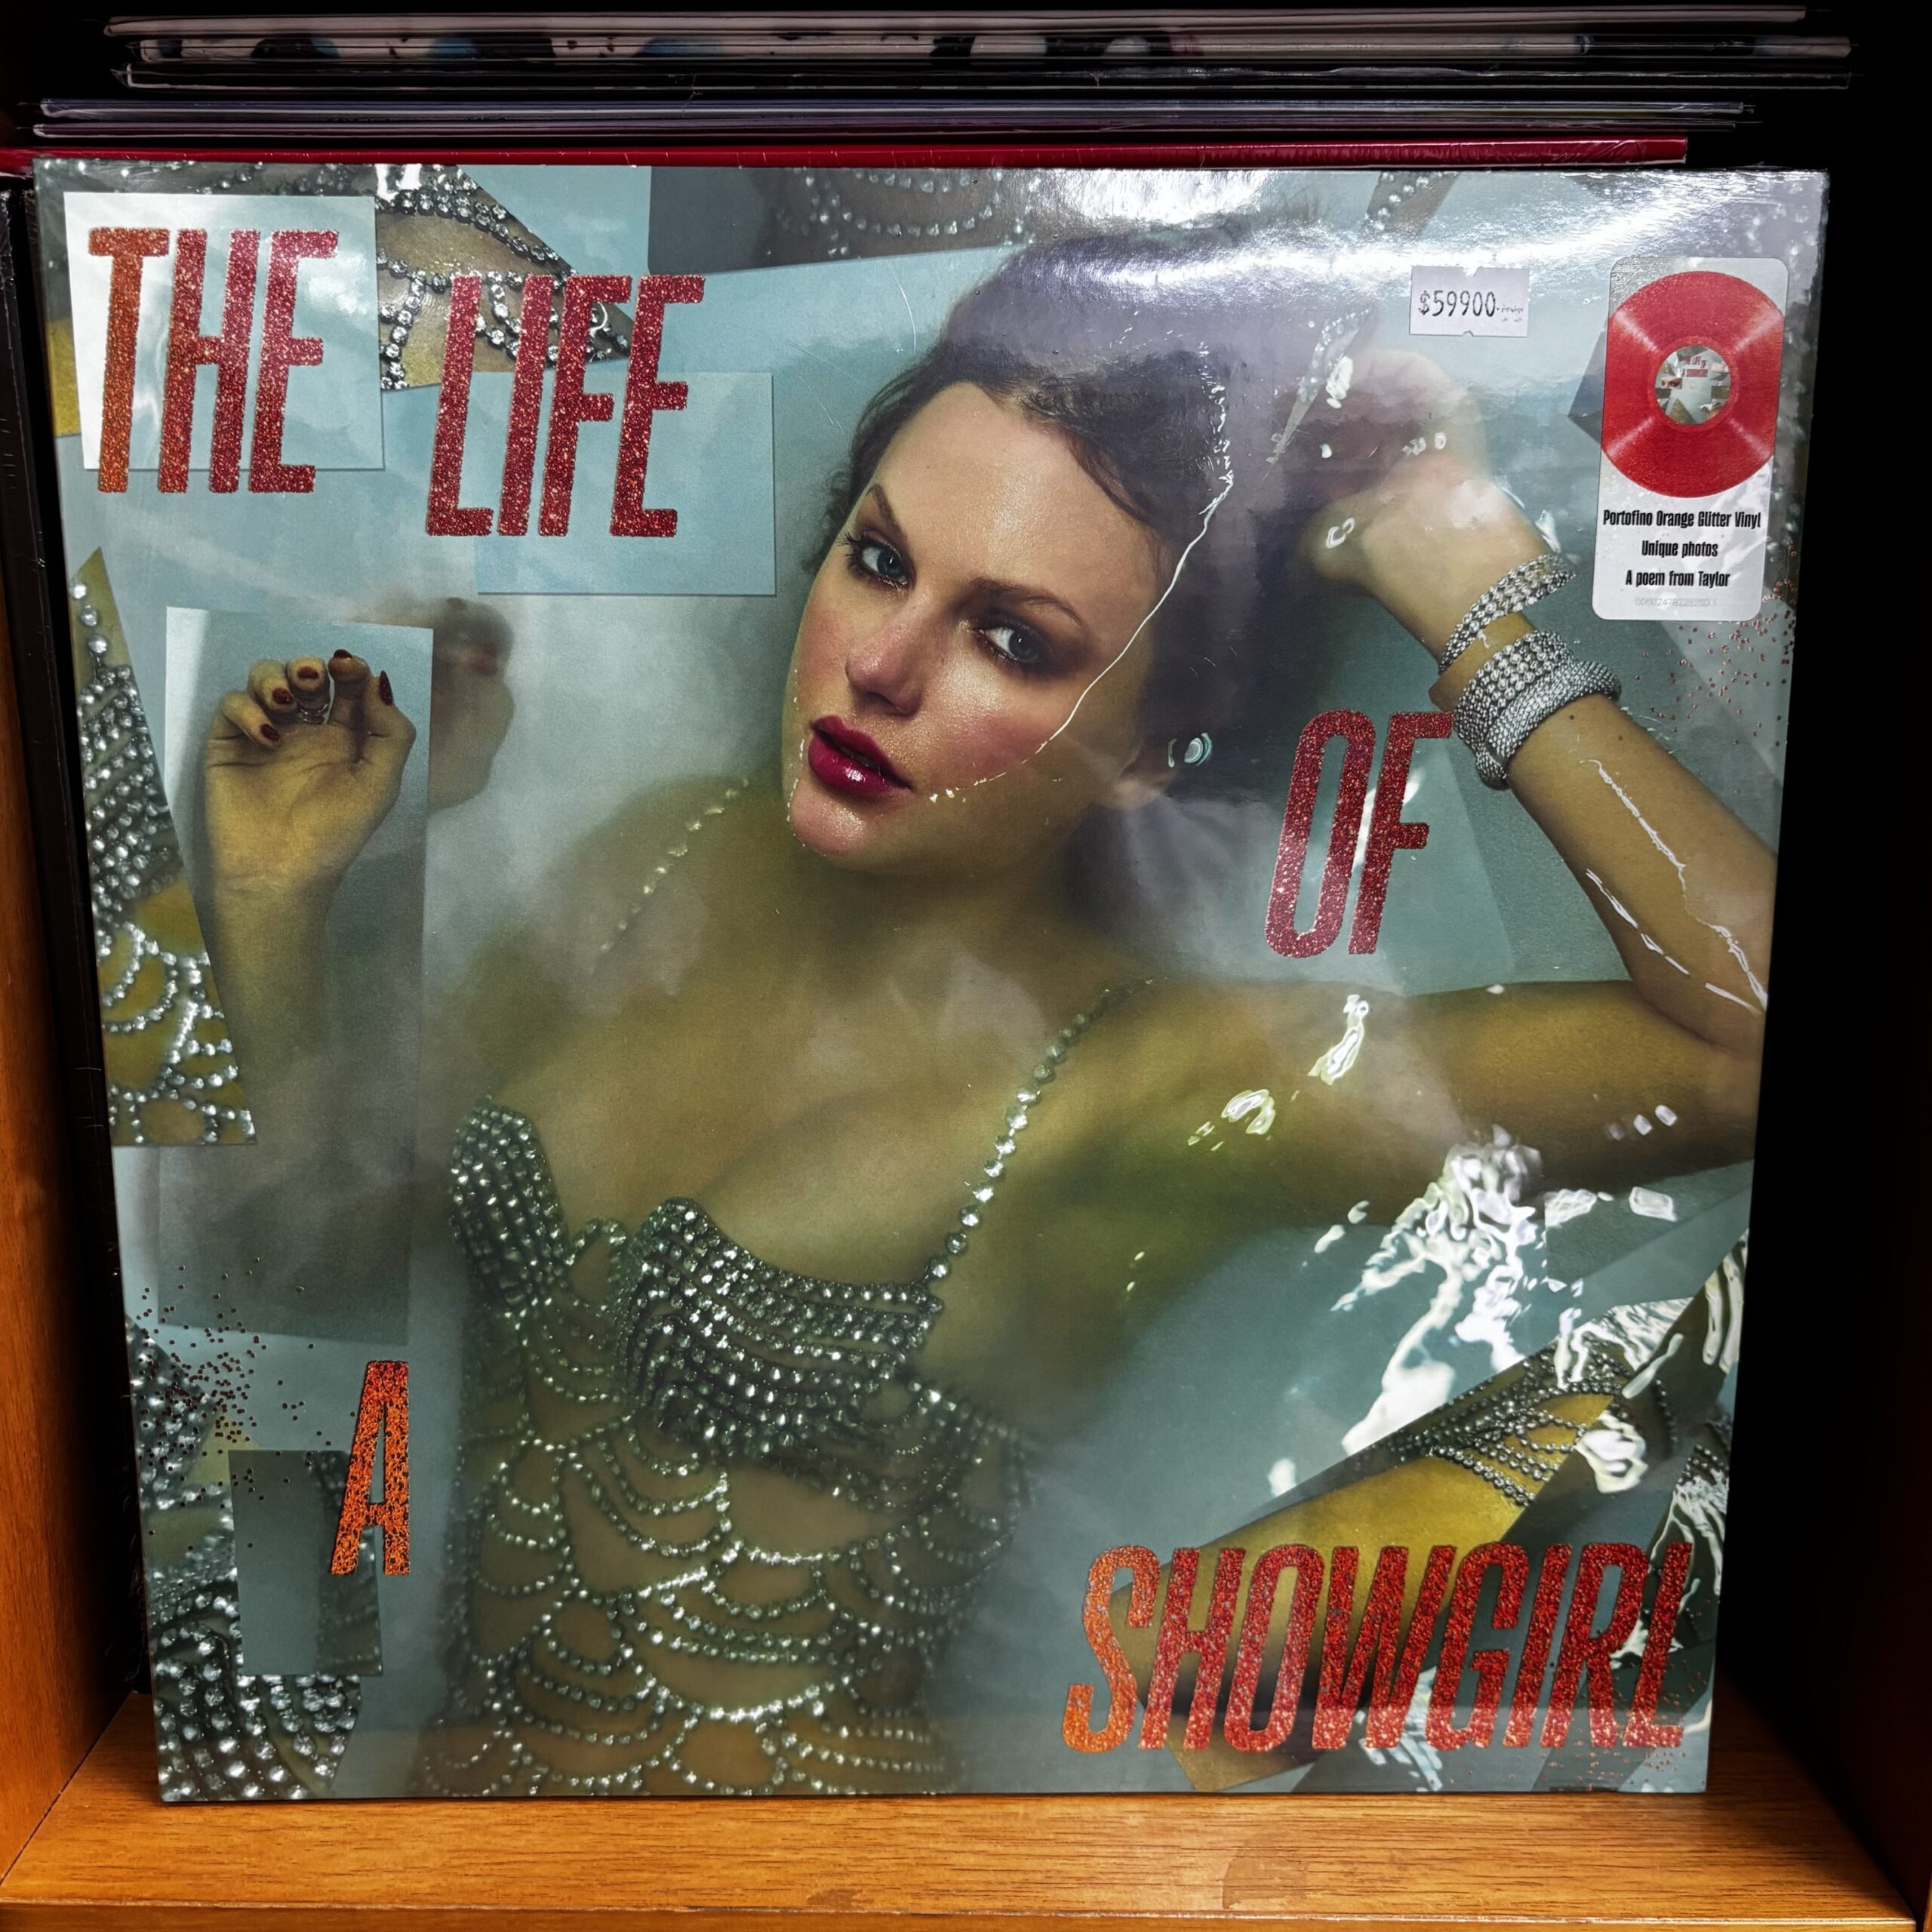 THE LIFE
OF
A
SHOWGIRL
$59900
Portofino Orange Glitter Vinyl
Unique photos
A poem from Taylor